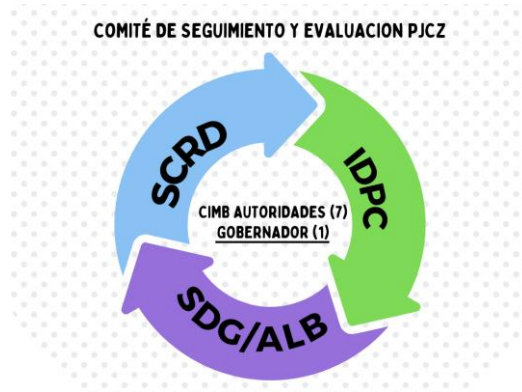 COMITÉ DE SEGUIMIENTO Y EVALUACION PJCZ
SCRD
IDPC
CIMB AUTORIDADES (7)
GOBERNADOR (1)
SDG/ALB